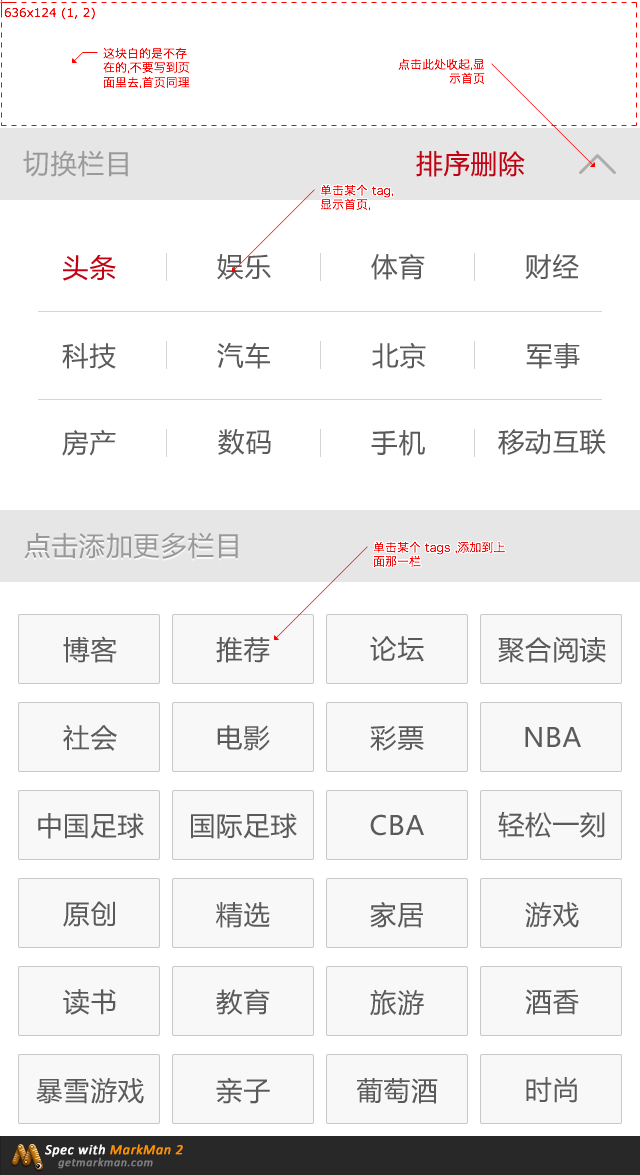 636x124 (1, 2)
这块白的是不存
在的,不要写到页
面里去,首页同理
点击此处收起,显
示首页
切换栏目
排序删除
单击某个 tag,
显示首页,
头条 娱乐 体育 财经
科技 汽车 北京 军事
房产 数码 手机 移动互联
点击添加更多栏目
单击某个 tags ,添加到上
面那一栏
博客 推荐 论坛 聚合阅读
社会 电影 彩票 NBA
中国足球 国际足球 CBA 轻松一刻
原创 精选 家居 游戏
读书 教育 旅游 酒香
暴雪游戏 亲子 葡萄酒 时尚
Spec with MarkMan 2
getmarkman.com